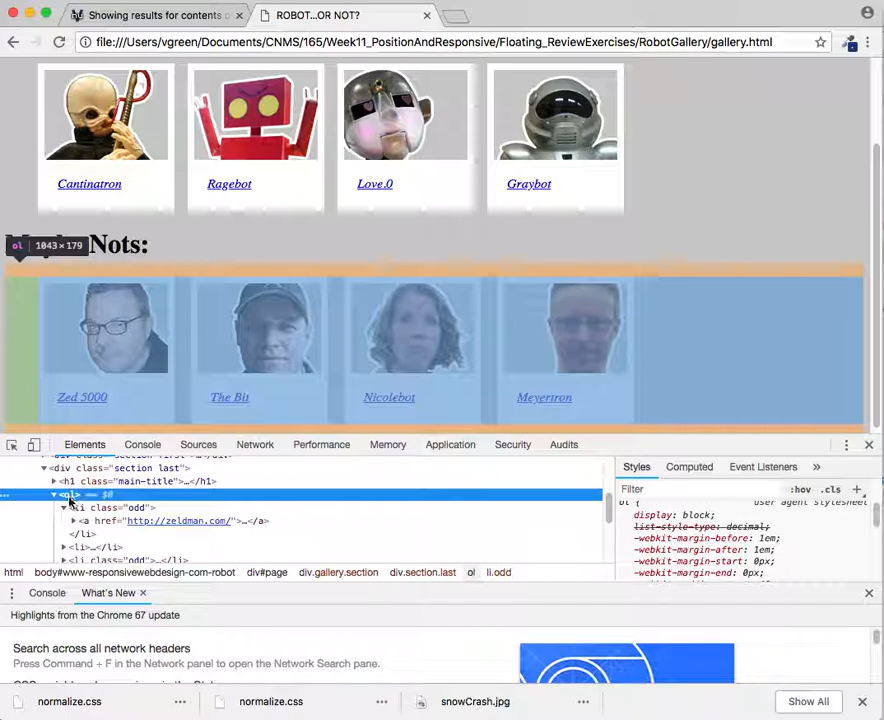 Showing results for contents o ×
ROBOT...OR NOT? ×
file:///Users/vgreen/Documents/CNMS/165/Week11_PositionAndResponsive/Floating_ReviewExercises/RobotGallery/gallery.html
Cantinatron Ragebot Love.0 Graybot
Nots:
ol 1043 × 179
Zed 5000 The Bit Nicolebot Meyertron
Elements Console Sources Network Performance Memory Application Security Audits
<div class="section last">
<h1 class="main-title">…</h1>
<ol> == $0
<li class="odd">
<a href="http://zeldman.com/">…</a>
</li>
<li>…</li>
<li class="odd">…</li>
html body#www-responsivewebdesign-com-robot div#page div.gallery.section div.section.last ol li.odd
Styles Computed Event Listeners »
Filter :hov .cls +
ol { user agent stylesheet
display: block;
list-style-type: decimal;
-webkit-margin-before: 1em;
-webkit-margin-after: 1em;
-webkit-margin-start: 0px;
-webkit-margin-end: 0px;
Console What's New ×
Highlights from the Chrome 67 update
Search across all network headers
Press Command + F in the Network panel to open the Network Search pane.
normalize.css ... normalize.css ... snowCrash.jpg ... Show All